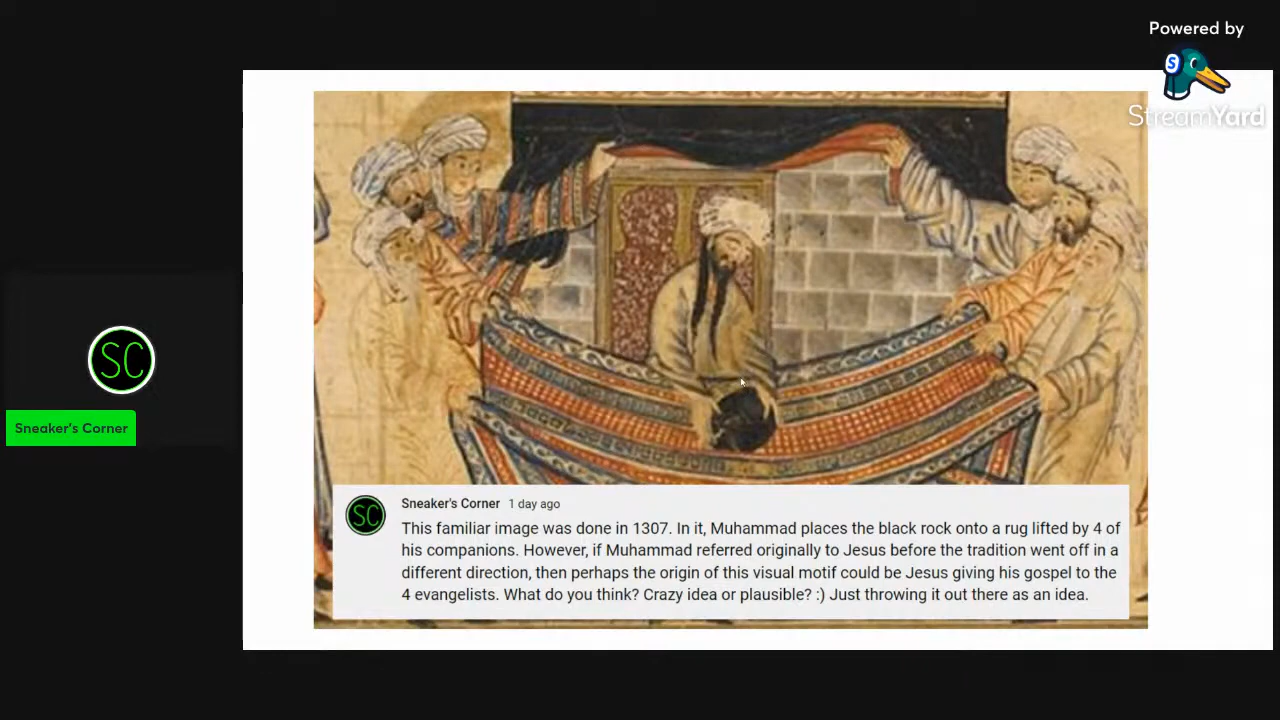 Powered by
S
StreamYard
SC
Sneaker's Corner
SC
Sneaker's Corner 1 day ago
This familiar image was done in 1307. In it, Muhammad places the black rock onto a rug lifted by 4 of
his companions. However, if Muhammad referred originally to Jesus before the tradition went off in a
different direction, then perhaps the origin of this visual motif could be Jesus giving his gospel to the
4 evangelists. What do you think? Crazy idea or plausible? :) Just throwing it out there as an idea.